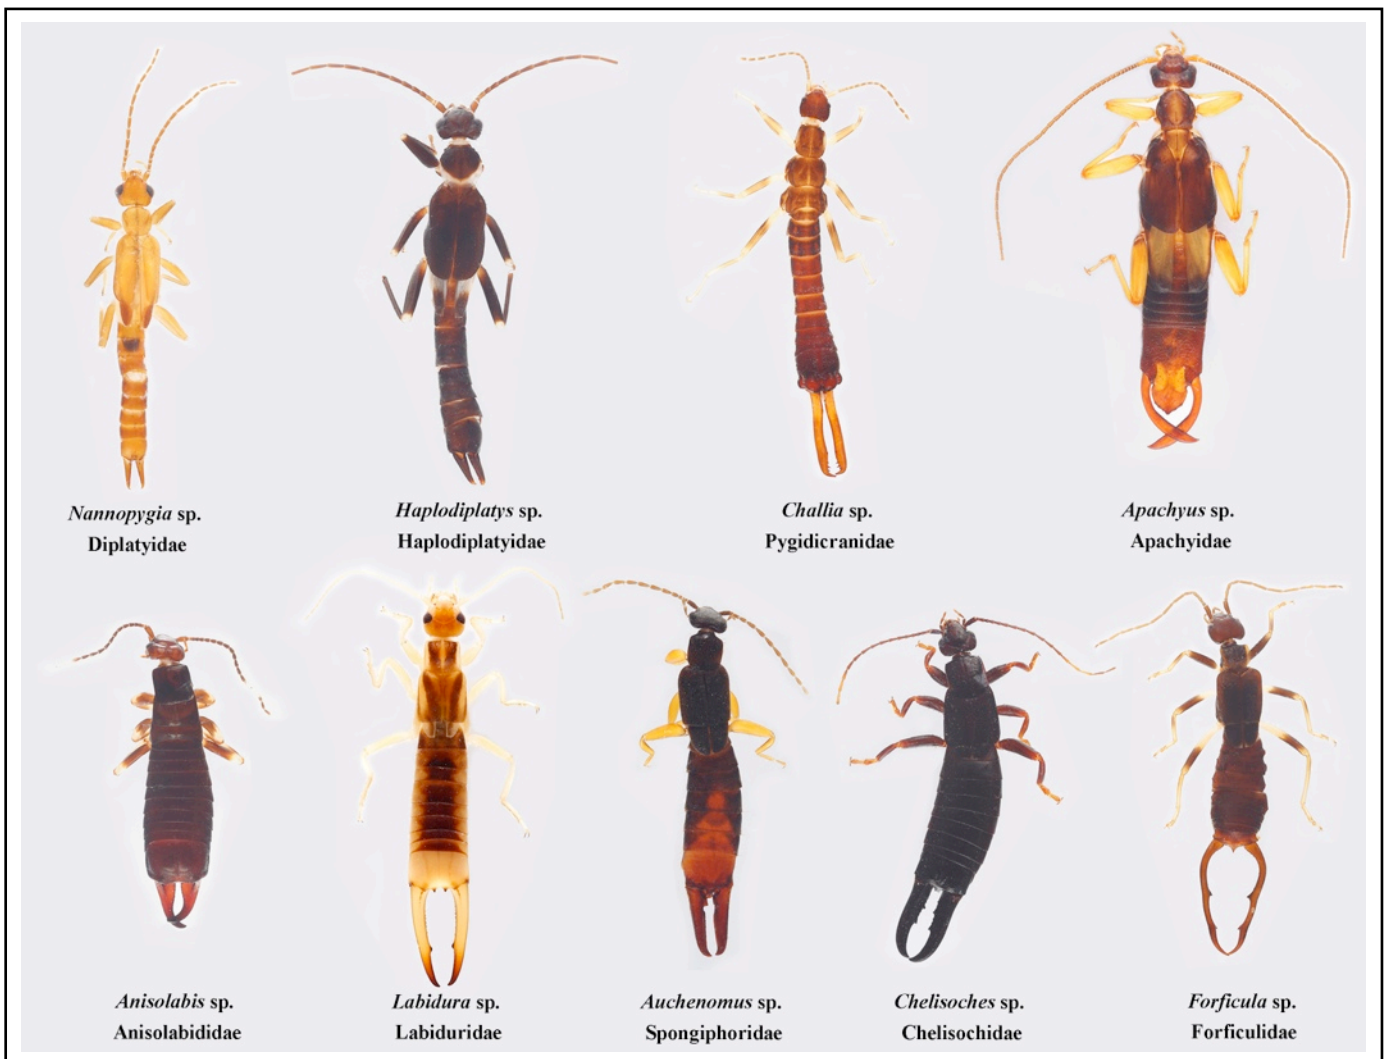 Nannopygia sp.
Diplatyidae
Haplodiplatys sp.
Haplodiplatyidae
Challia sp.
Pygidicranidae
Apachyus sp.
Apachyidae
Anisolabis sp.
Anisolabididae
Labidura sp.
Labiduridae
Auchenomus sp.
Spongiphoridae
Chelisoches sp.
Chelisochidae
Forficula sp.
Forficulidae